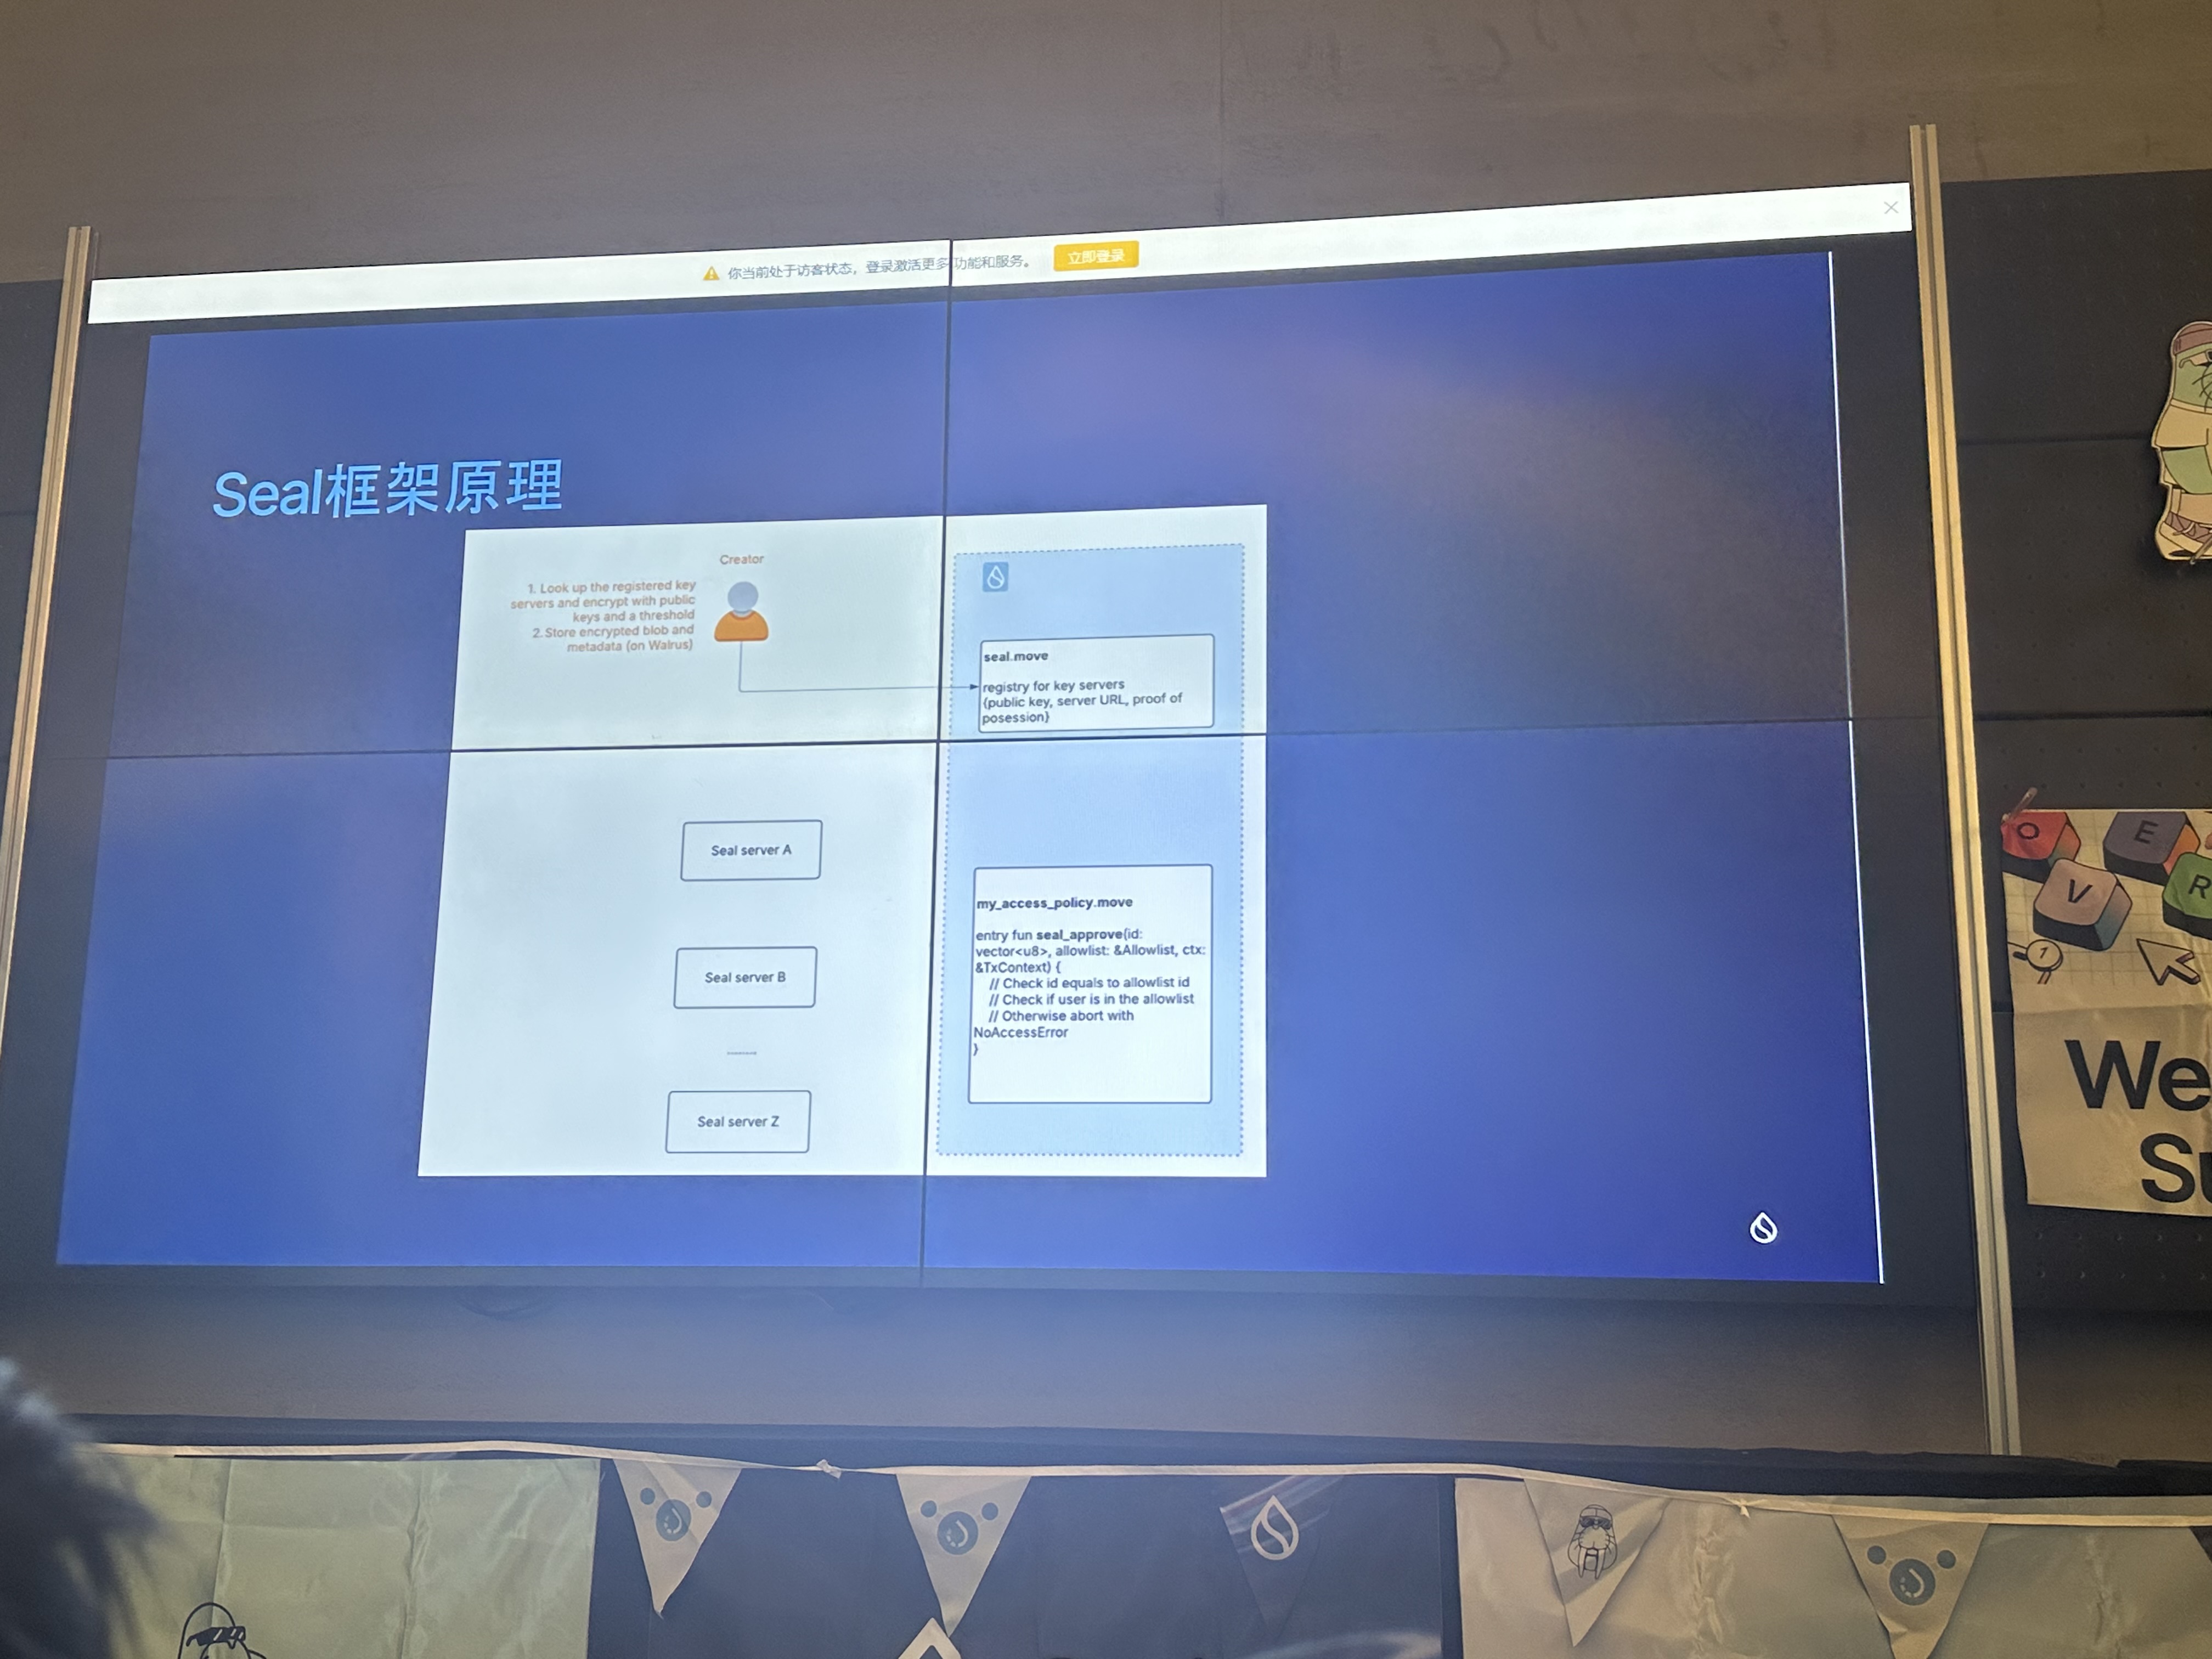 你当前处于访客状态，登录激活更多功能和服务。 立即登录
Seal框架原理
Creator
1. Look up the registered key
servers and encrypt with public
keys and a threshold
2. Store encrypted blob and
metadata (on Walrus)
seal.move
registry for key servers
{public key, server URL, proof of
posession}
Seal server A
Seal server B
Seal server Z
my_access_policy.move
entry fun seal_approve(id:
vector<u8>, allowlist: &Allowlist, ctx:
&TxContext) {
// Check id equals to allowlist id
// Check if user is in the allowlist
// Otherwise abort with
NoAccessError
}
O E
V R
1
We
Su